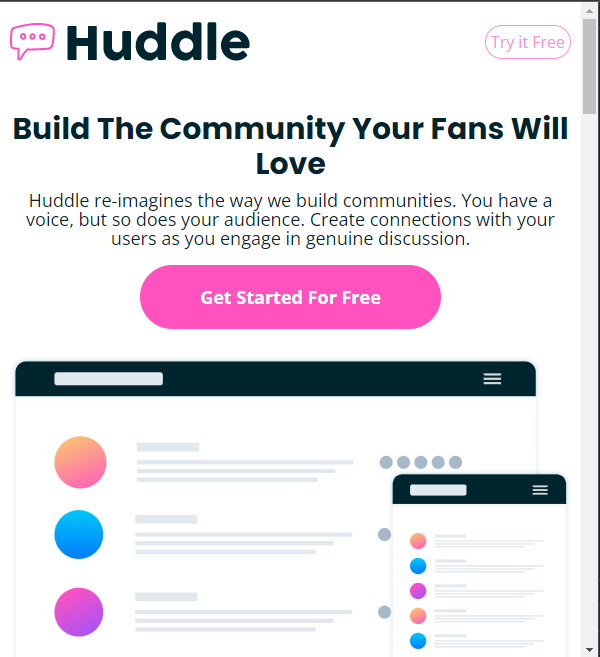 Huddle
Try it Free
Build The Community Your Fans Will
Love
Huddle re-imagines the way we build communities. You have a
voice, but so does your audience. Create connections with your
users as you engage in genuine discussion.
Get Started For Free